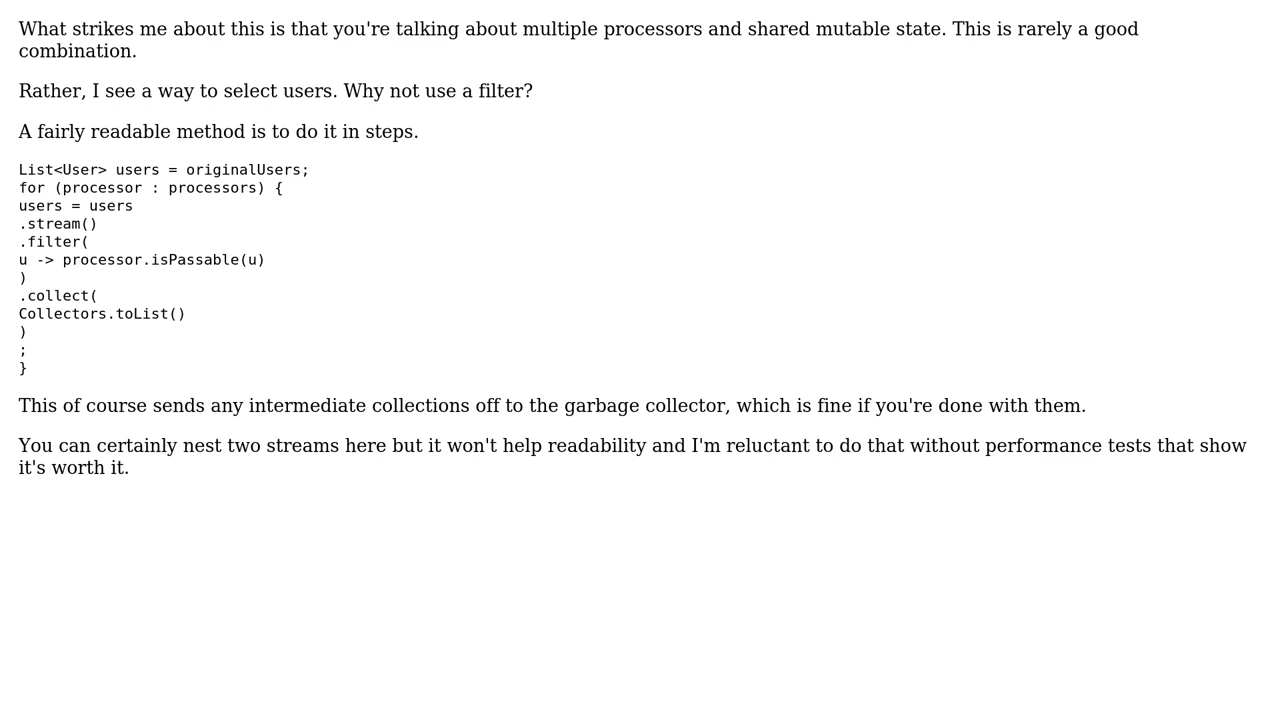 What strikes me about this is that you're talking about multiple processors and shared mutable state. This is rarely a good
combination.
Rather, I see a way to select users. Why not use a filter?
A fairly readable method is to do it in steps.
List<User> users = originalUsers;
for (processor : processors) {
users = users
.stream()
.filter(
u -> processor.isPassable(u)
)
.collect(
Collectors.toList()
)
;
}
This of course sends any intermediate collections off to the garbage collector, which is fine if you're done with them.
You can certainly nest two streams here but it won't help readability and I'm reluctant to do that without performance tests that show
it's worth it.